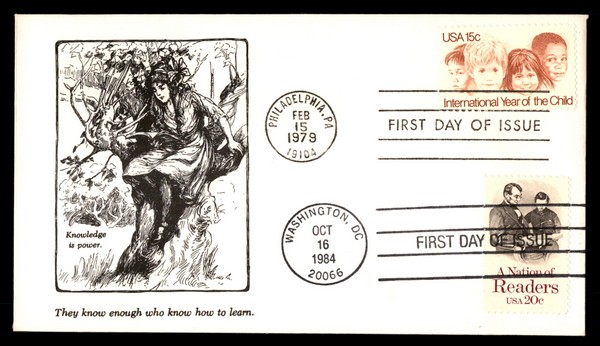 Knowledge
is power.
They know enough who know how to learn.
PHILADELPHIA, PA
FEB
15
1979
19104
FIRST DAY OF ISSUE
USA 15c
International Year of the Child
WASHINGTON, DC
OCT
16
1984
20066
FIRST DAY OF ISSUE
A Nation of
Readers
USA 20c